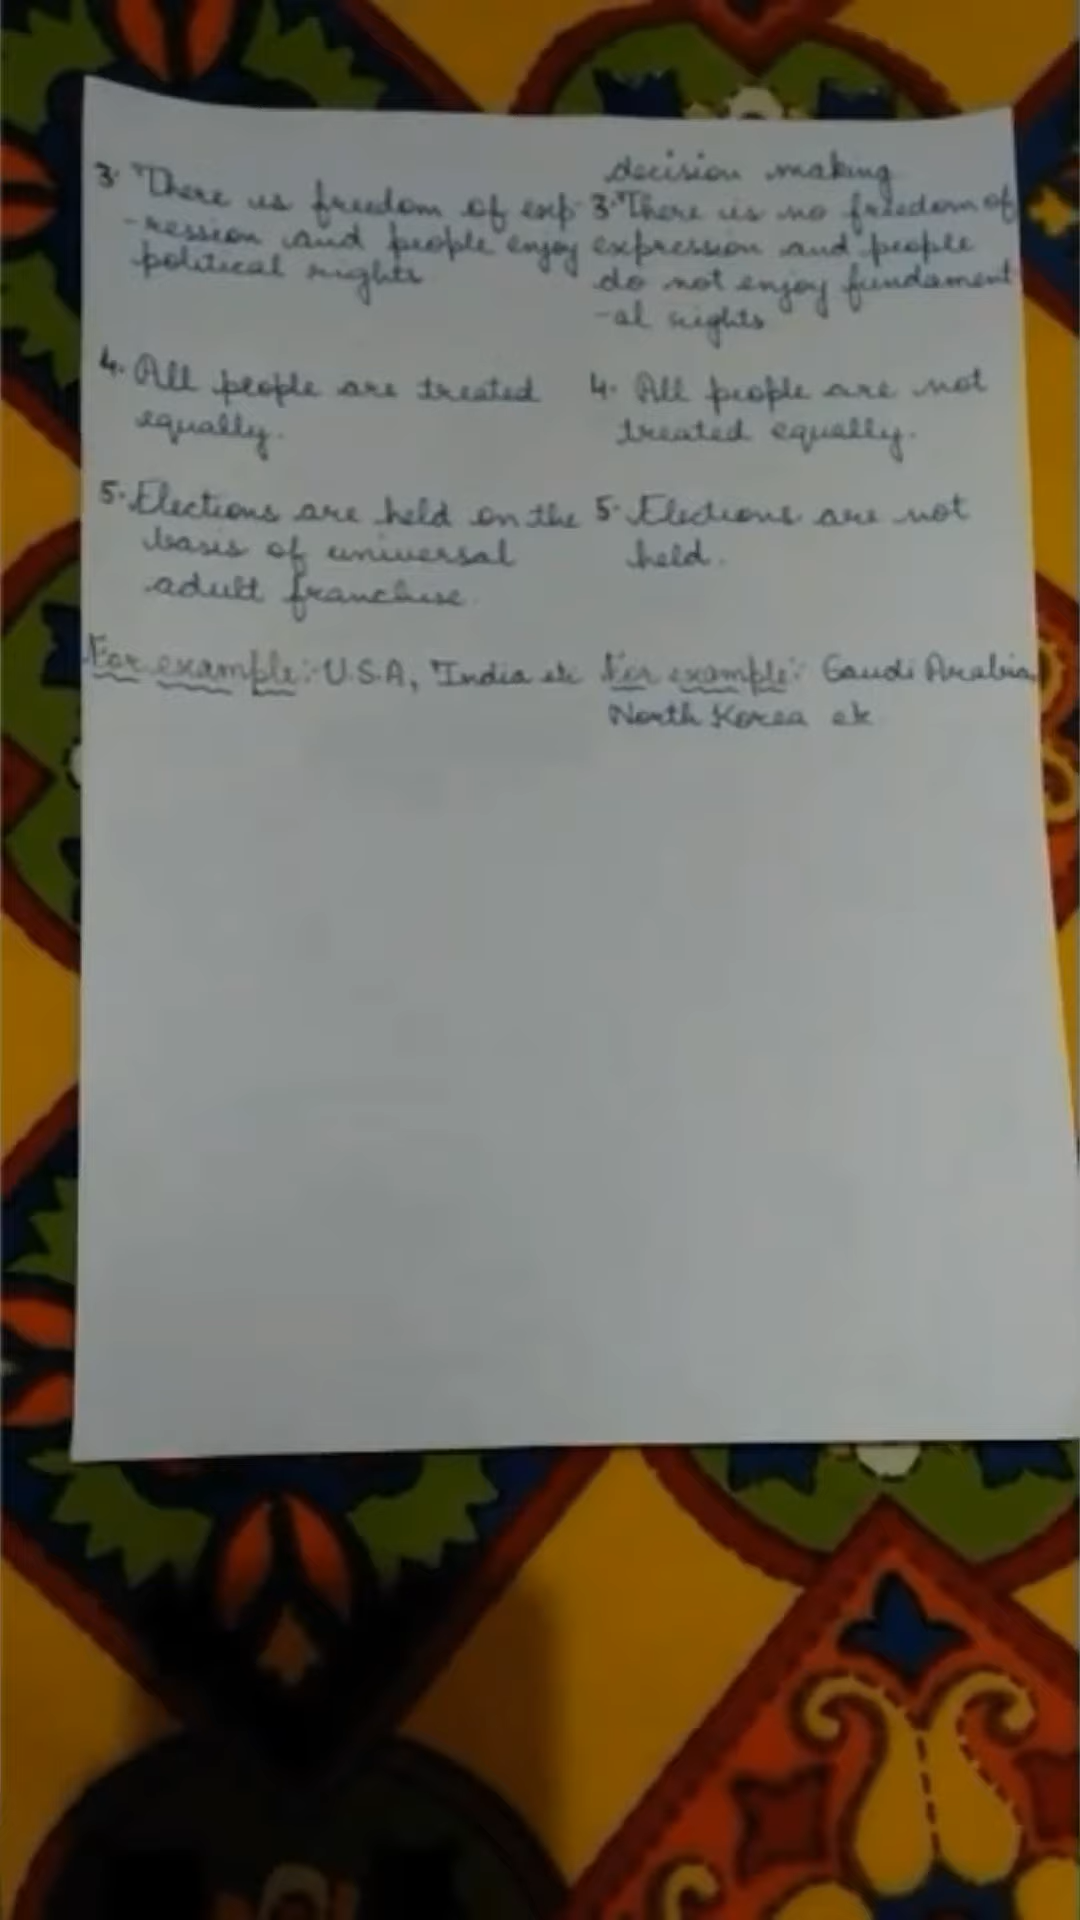 3. There is freedom of exp
-ression and people enjoy
political rights
4. All people are treated
equally.
5. Elections are held on the
basis of universal
adult franchise.
For example:- U.S.A, India etc
decision making
3. There is no freedom of
expression and people
do not enjoy fundament
-al rights
4. All people are not
treated equally.
5. Elections are not
held.
For example:- Saudi Arabia,
North Korea etc